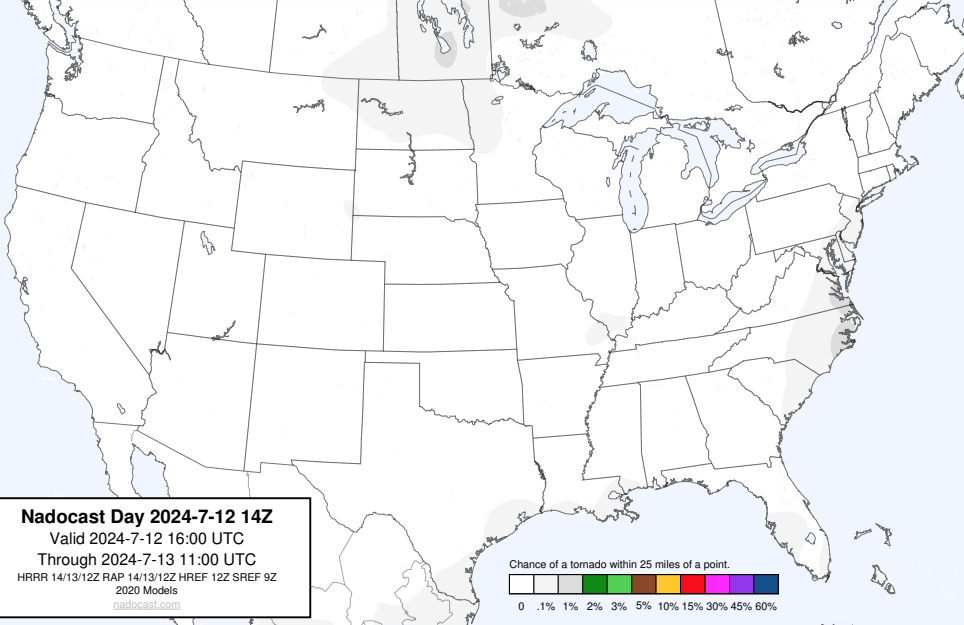 Nadocast Day 2024-7-12 14Z
Valid 2024-7-12 16:00 UTC
Through 2024-7-13 11:00 UTC
HRRR 14/13/12Z RAP 14/13/12Z HREF 12Z SREF 9Z
2020 Models
nadocast.com
Chance of a tornado within 25 miles of a point.
0 .1% 1% 2% 3% 5% 10% 15% 30% 45% 60%